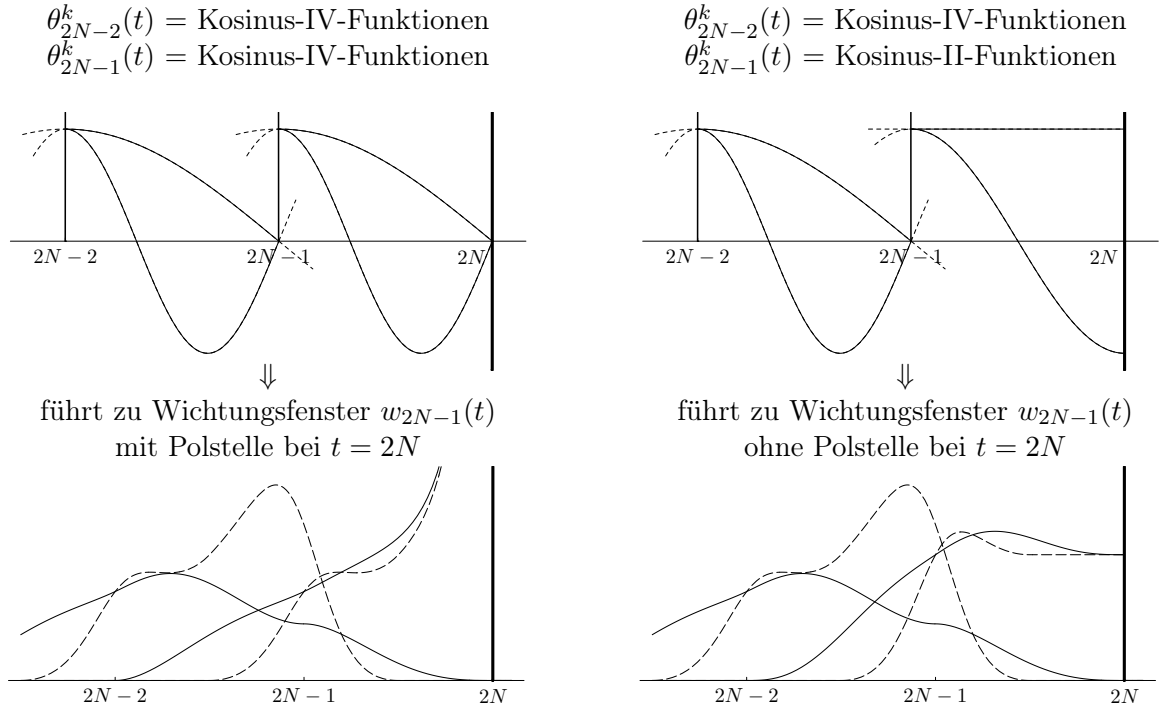 θ^k_{2N−2}(t) = Kosinus-IV-Funktionen
θ^k_{2N−1}(t) = Kosinus-IV-Funktionen
2N − 2
2N − 1
2N
⇓
führt zu Wichtungsfenster w_{2N−1}(t)
mit Polstelle bei t = 2N
2N − 2
2N − 1
2N
θ^k_{2N−2}(t) = Kosinus-IV-Funktionen
θ^k_{2N−1}(t) = Kosinus-II-Funktionen
2N − 2
2N − 1
2N
⇓
führt zu Wichtungsfenster w_{2N−1}(t)
ohne Polstelle bei t = 2N
2N − 2
2N − 1
2N